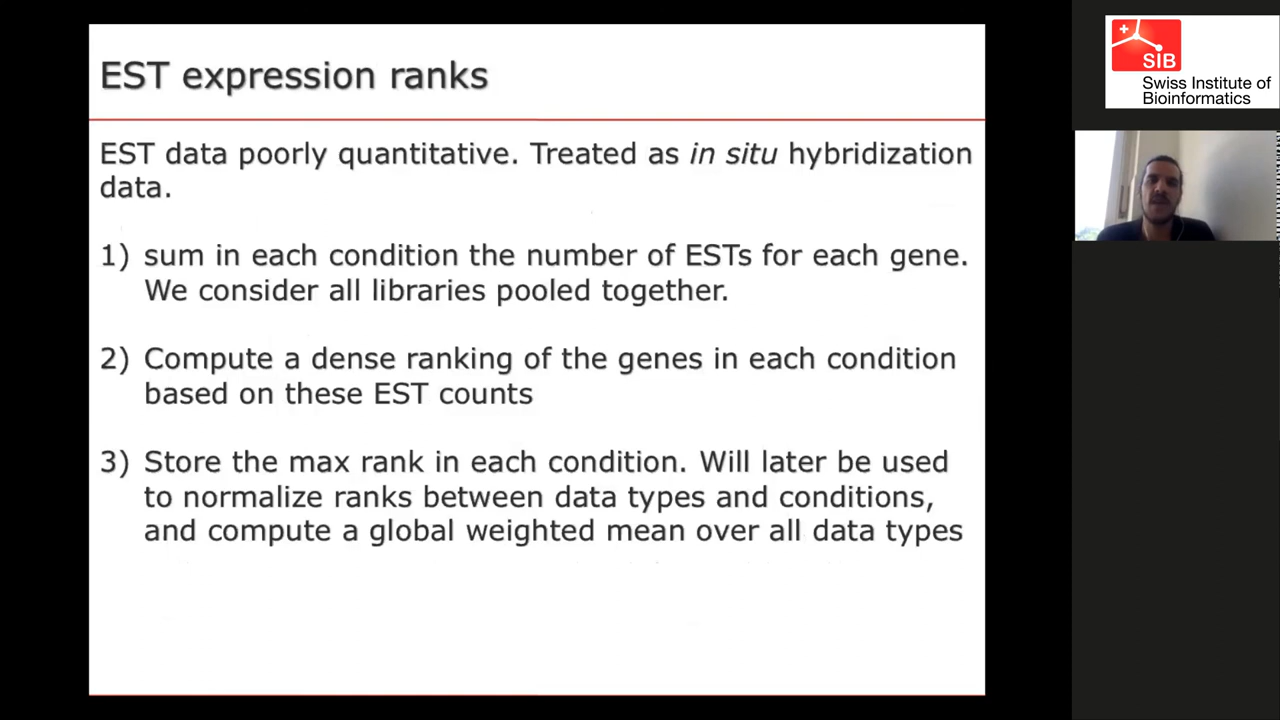 EST expression ranks
EST data poorly quantitative. Treated as in situ hybridization
data.
1) sum in each condition the number of ESTs for each gene.
We consider all libraries pooled together.
2) Compute a dense ranking of the genes in each condition
based on these EST counts
3) Store the max rank in each condition. Will later be used
to normalize ranks between data types and conditions,
and compute a global weighted mean over all data types
SIB
Swiss Institute of
Bioinformatics